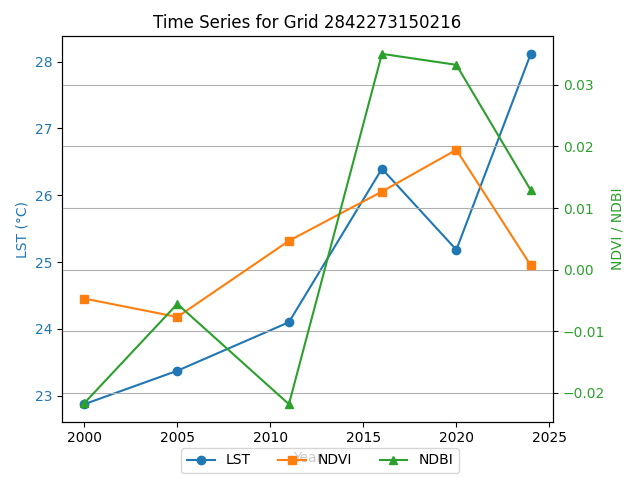 Time Series for Grid 2842273150216
28
27
26
25
24
23
LST (°C)
0.03
0.02
0.01
0.00
−0.01
−0.02
NDVI / NDBI
2000
2005
2010
2015
2020
2025
Year
LST
NDVI
NDBI